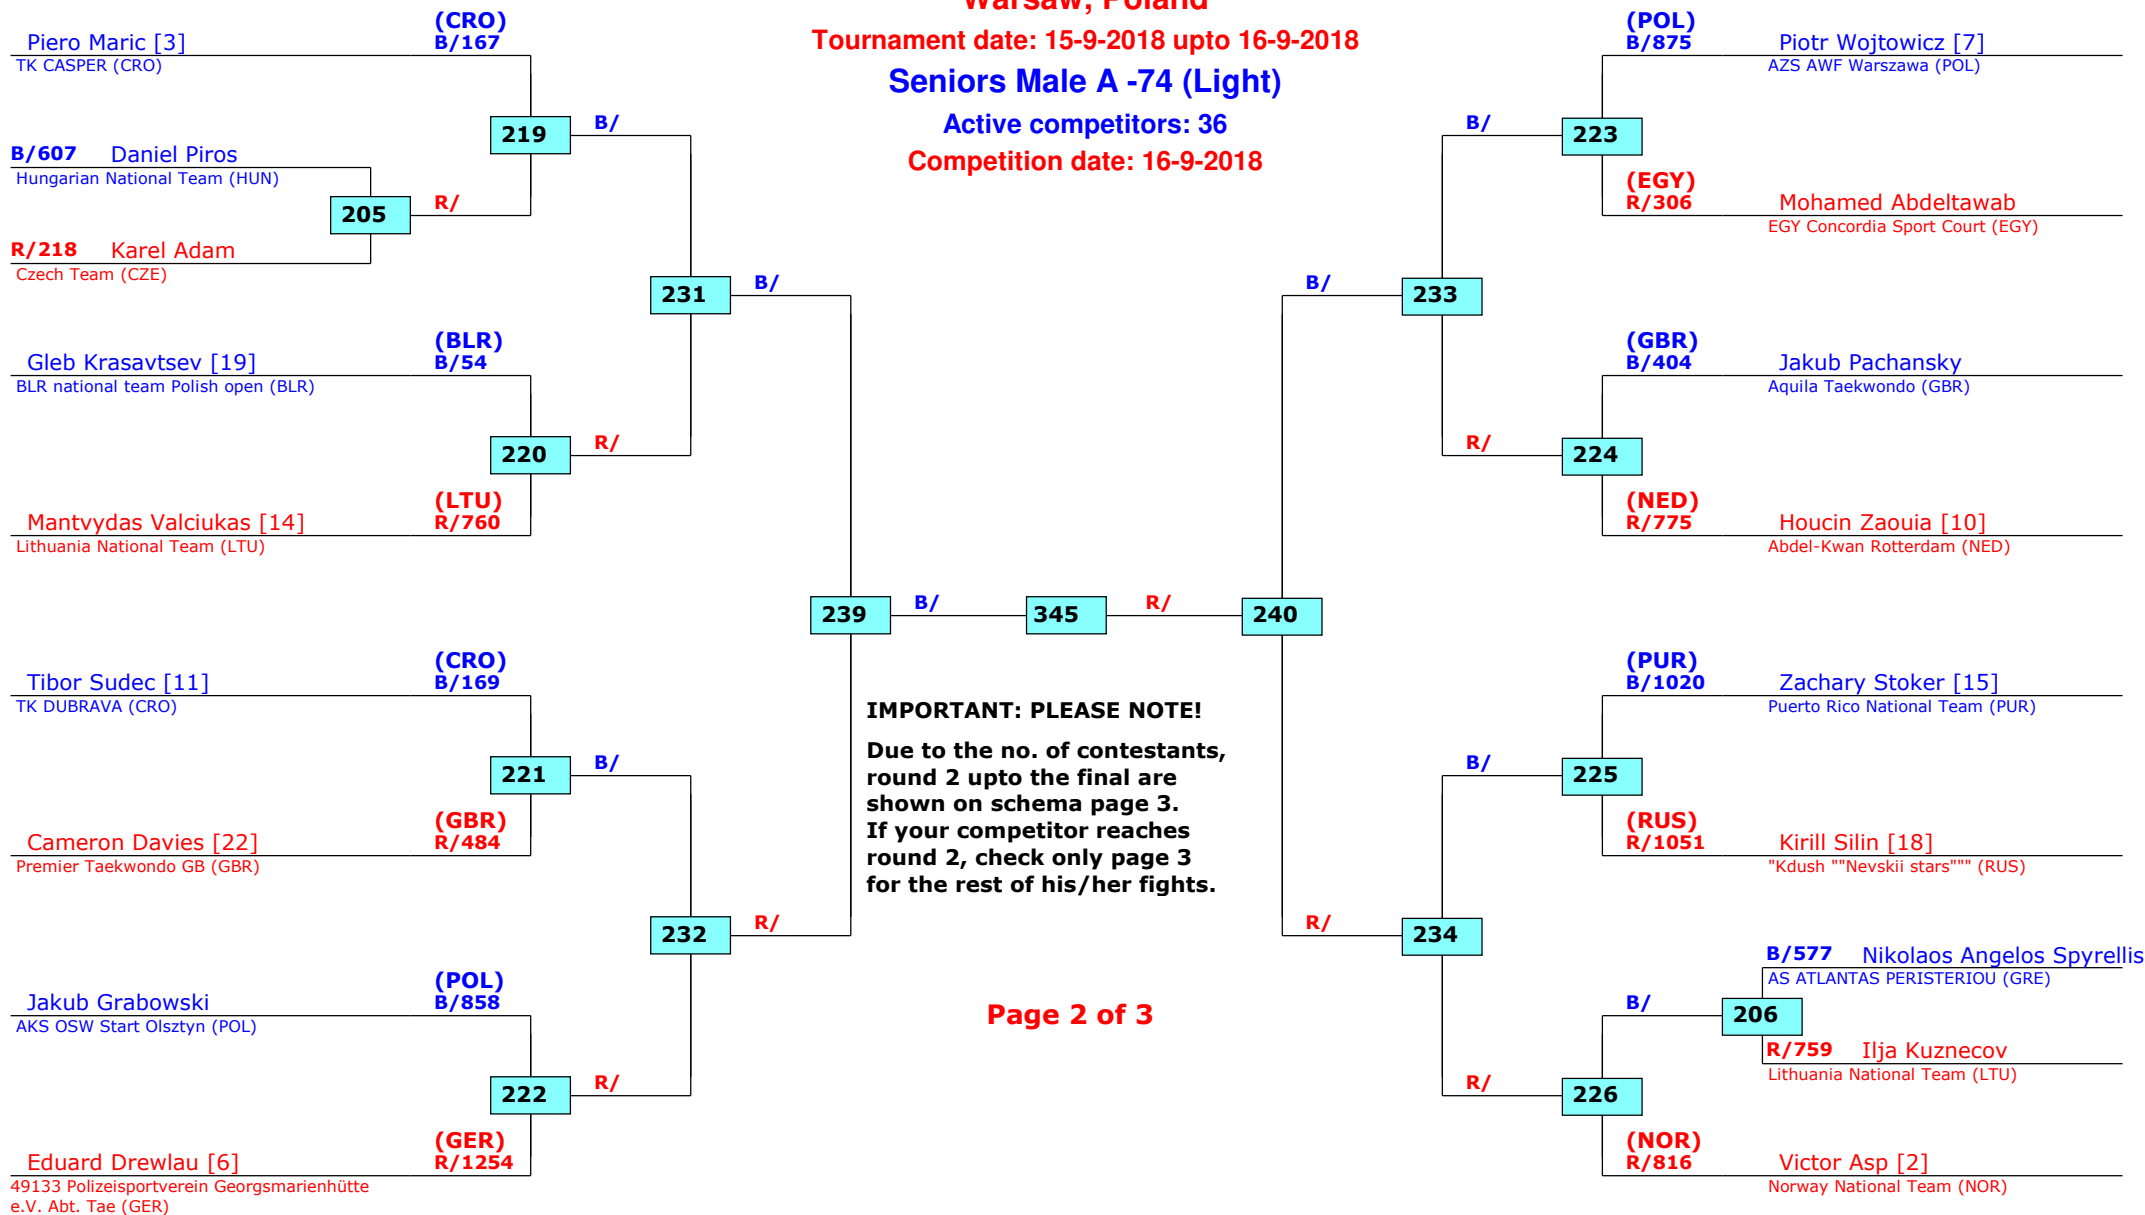 Warsaw, Poland
Tournament date: 15-9-2018 upto 16-9-2018
Seniors Male A -74 (Light)
Active competitors: 36
Competition date: 16-9-2018
(CRO)
Piero Maric [3] B/167
TK CASPER (CRO)
219 B/
B/607 Daniel Piros
Hungarian National Team (HUN)
205 R/
R/218 Karel Adam
Czech Team (CZE)
231 B/
(BLR)
Gleb Krasavtsev [19] B/54
BLR national team Polish open (BLR)
220 R/
(LTU)
Mantvydas Valciukas [14] R/760
Lithuania National Team (LTU)
239 B/ 345 R/ 240
(CRO)
Tibor Sudec [11] B/169
TK DUBRAVA (CRO)
221 B/
(GBR)
Cameron Davies [22] R/484
Premier Taekwondo GB (GBR)
232 R/
(POL)
Jakub Grabowski B/858
AKS OSW Start Olsztyn (POL)
222 R/
(GER)
Eduard Drewlau [6] R/1254
49133 Polizeisportverein Georgsmarienhütte
e.V. Abt. Tae (GER)
IMPORTANT: PLEASE NOTE!
Due to the no. of contestants,
round 2 upto the final are
shown on schema page 3.
If your competitor reaches
round 2, check only page 3
for the rest of his/her fights.
Page 2 of 3
(POL)
B/875 Piotr Wojtowicz [7]
AZS AWF Warszawa (POL)
B/ 223
(EGY)
R/306 Mohamed Abdeltawab
EGY Concordia Sport Court (EGY)
B/ 233
(GBR)
B/404 Jakub Pachansky
Aquila Taekwondo (GBR)
R/ 224
(NED)
R/775 Houcin Zaouia [10]
Abdel-Kwan Rotterdam (NED)
(PUR)
B/1020 Zachary Stoker [15]
Puerto Rico National Team (PUR)
B/ 225
(RUS)
R/1051 Kirill Silin [18]
"Kdush ""Nevskii stars""" (RUS)
R/ 234
B/577 Nikolaos Angelos Spyrellis
AS ATLANTAS PERISTERIOU (GRE)
B/ 206
R/759 Ilja Kuznecov
Lithuania National Team (LTU)
R/ 226
(NOR)
R/816 Victor Asp [2]
Norway National Team (NOR)